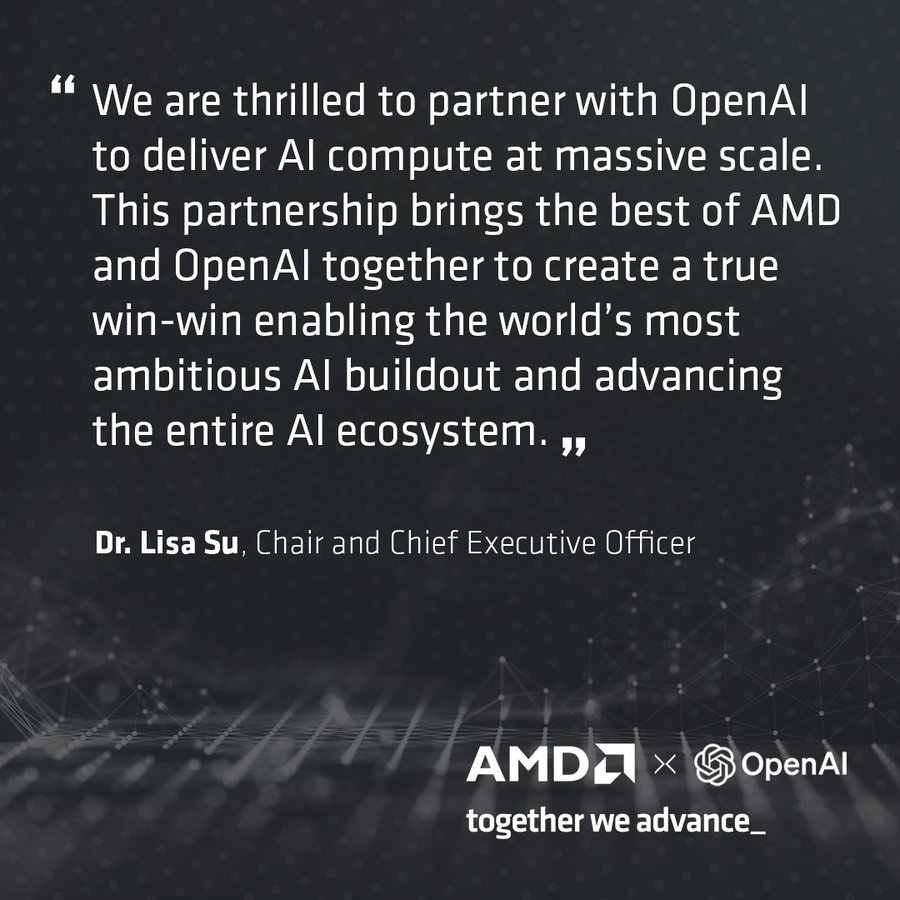 “ We are thrilled to partner with OpenAI
to deliver AI compute at massive scale.
This partnership brings the best of AMD
and OpenAI together to create a true
win-win enabling the world’s most
ambitious AI buildout and advancing
the entire AI ecosystem. ”
Dr. Lisa Su, Chair and Chief Executive Officer
AMD × OpenAI
together we advance_